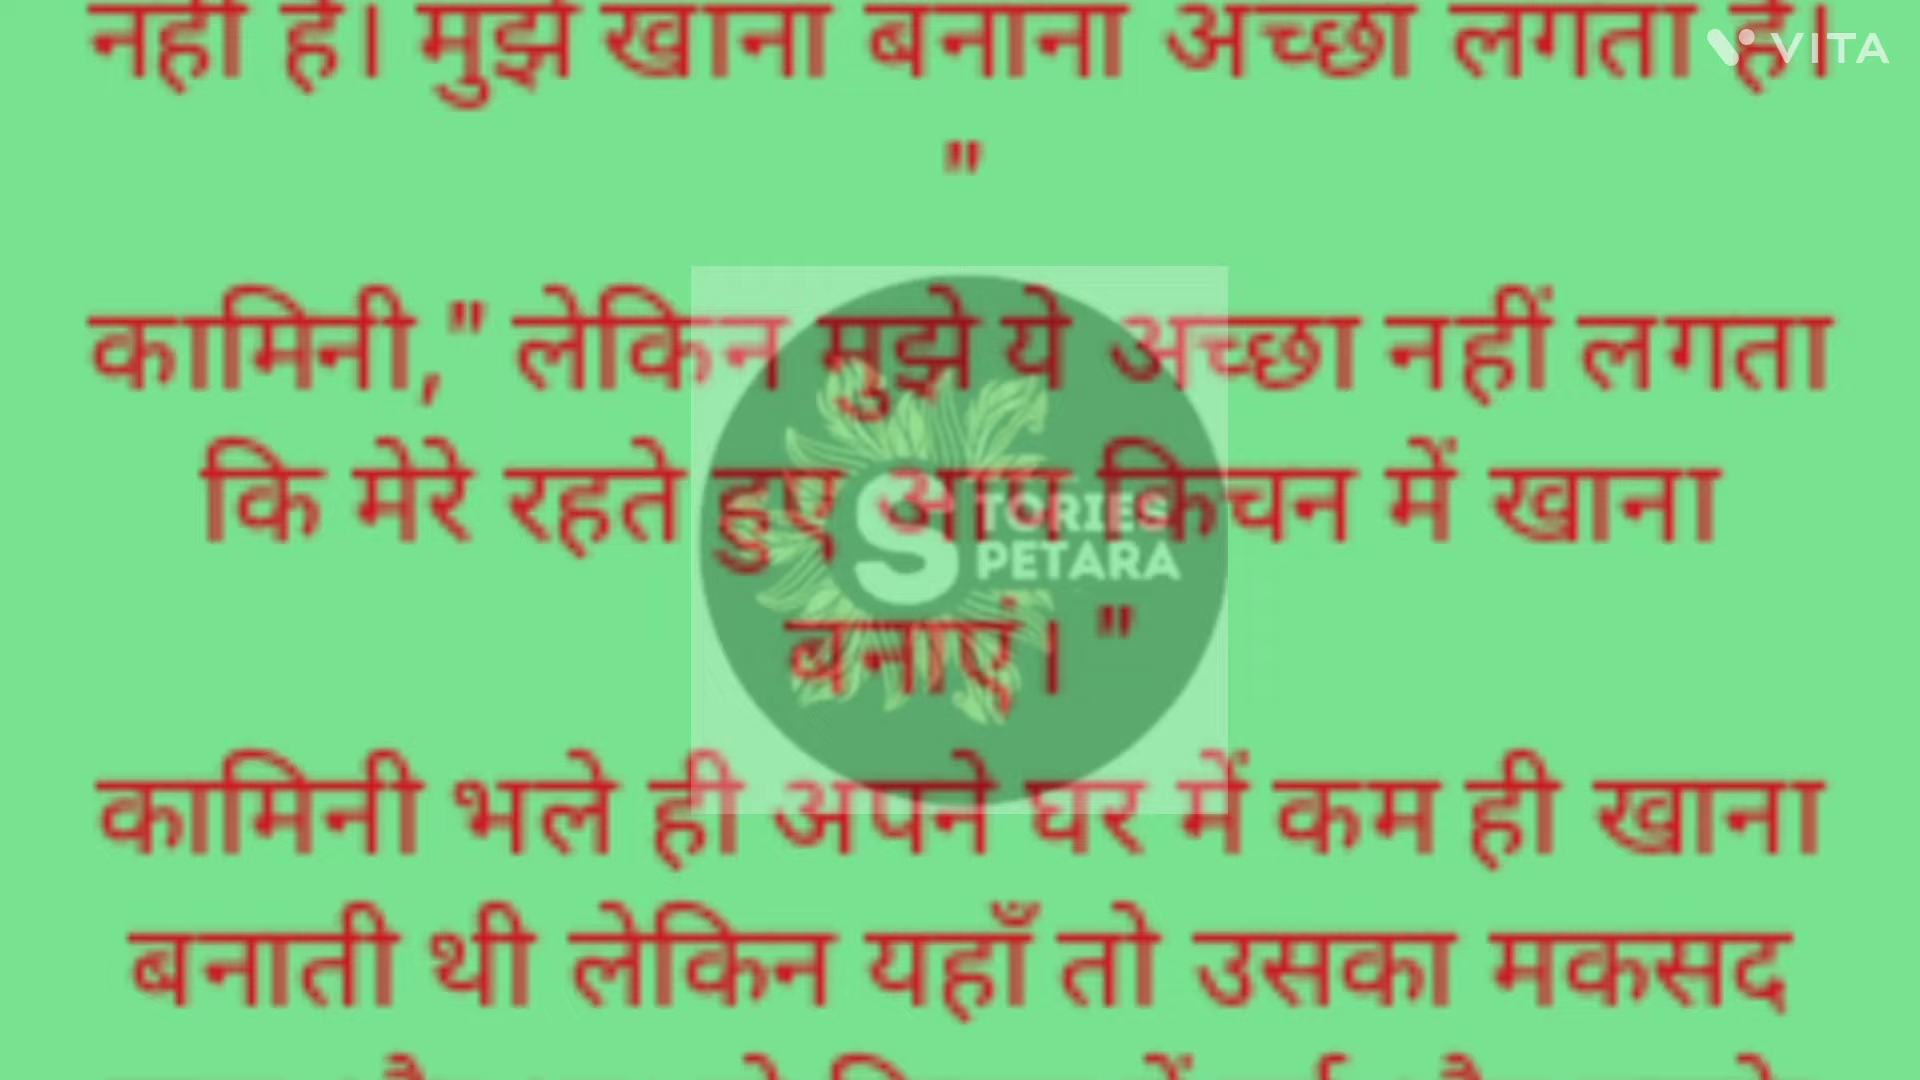 नहीं है। मुझे खाना बनाना अच्छा लगता है।
VITA
"
कामिनी," लेकिन मुझे ये अच्छा नहीं लगता
कि मेरे रहते हुए आप किचन में खाना
STORIES
PETARA
बनाएं। "
कामिनी भले ही अपने घर में कम ही खाना
बनाती थी लेकिन यहाँ तो उसका मकसद